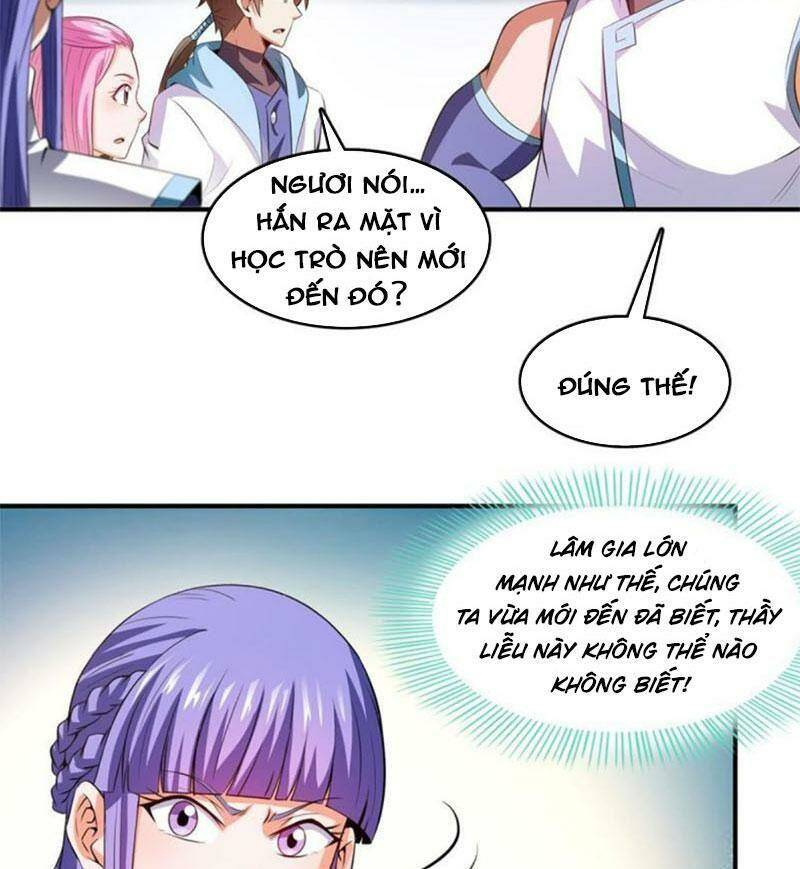 NGƯƠI NÓI...
HẮN RA MẶT VÌ
HỌC TRÒ NÊN MỚI
ĐẾN ĐÓ?
ĐÚNG THẾ!
LÂM GIA LỚN
MẠNH NHƯ THẾ, CHÚNG
TA VỪA MỚI ĐẾN ĐÃ BIẾT, THẦY
LIỄU NÀY KHÔNG THỂ NÀO
KHÔNG BIẾT!